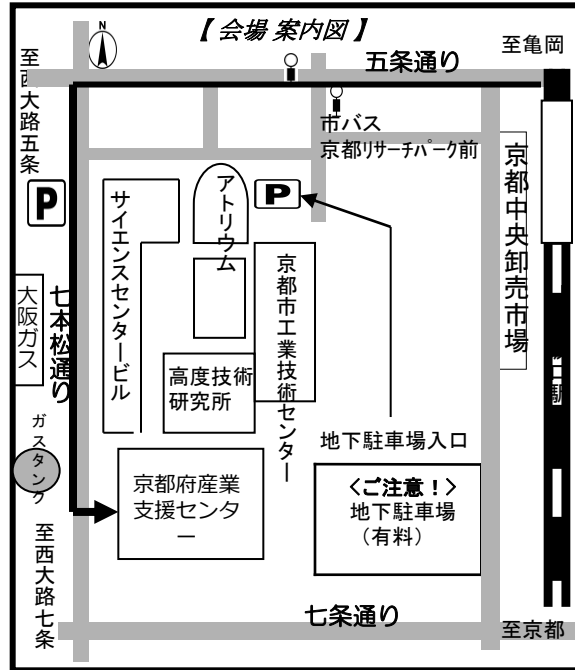 【 会場 案内図 】
N
至亀岡
五条通り
至西大路五条
市バス
京都ﾘｻｰﾁﾊﾟｰｸ前
P
P
アトリウム
サイエンスセンタービル
京都中央卸売市場
京都市工業技術センター
大阪ガス
七本松通り
高度技術
研究所
ガスタンク
地下駐車場入口
京都府産業
支援センタ
ー
<ご注意！>
地下駐車場
（有料）
至西大路七条
七条通り
至京都